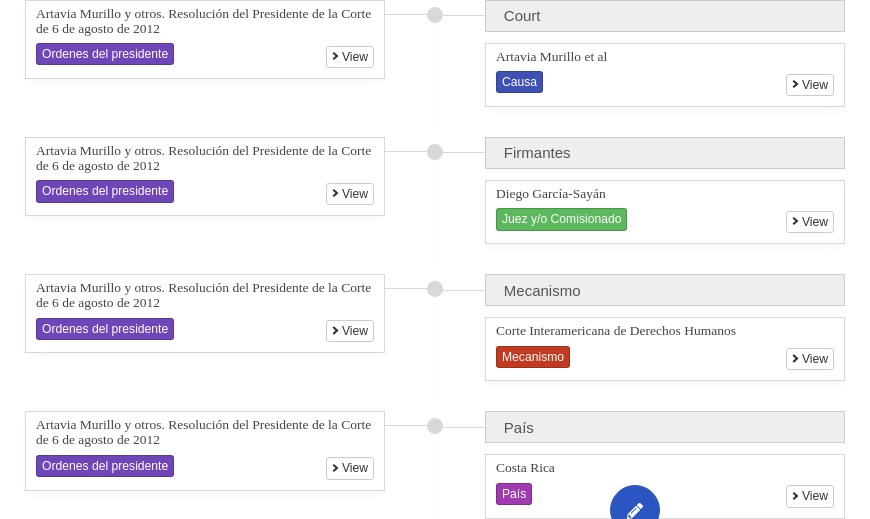 Artavia Murillo y otros. Resolución del Presidente de la Corte
de 6 de agosto de 2012
Ordenes del presidente
View
Court
Artavia Murillo et al
Causa
View
Artavia Murillo y otros. Resolución del Presidente de la Corte
de 6 de agosto de 2012
Ordenes del presidente
View
Firmantes
Diego García-Sayán
Juez y/o Comisionado
View
Artavia Murillo y otros. Resolución del Presidente de la Corte
de 6 de agosto de 2012
Ordenes del presidente
View
Mecanismo
Corte Interamericana de Derechos Humanos
Mecanismo
View
Artavia Murillo y otros. Resolución del Presidente de la Corte
de 6 de agosto de 2012
Ordenes del presidente
View
País
Costa Rica
País
View